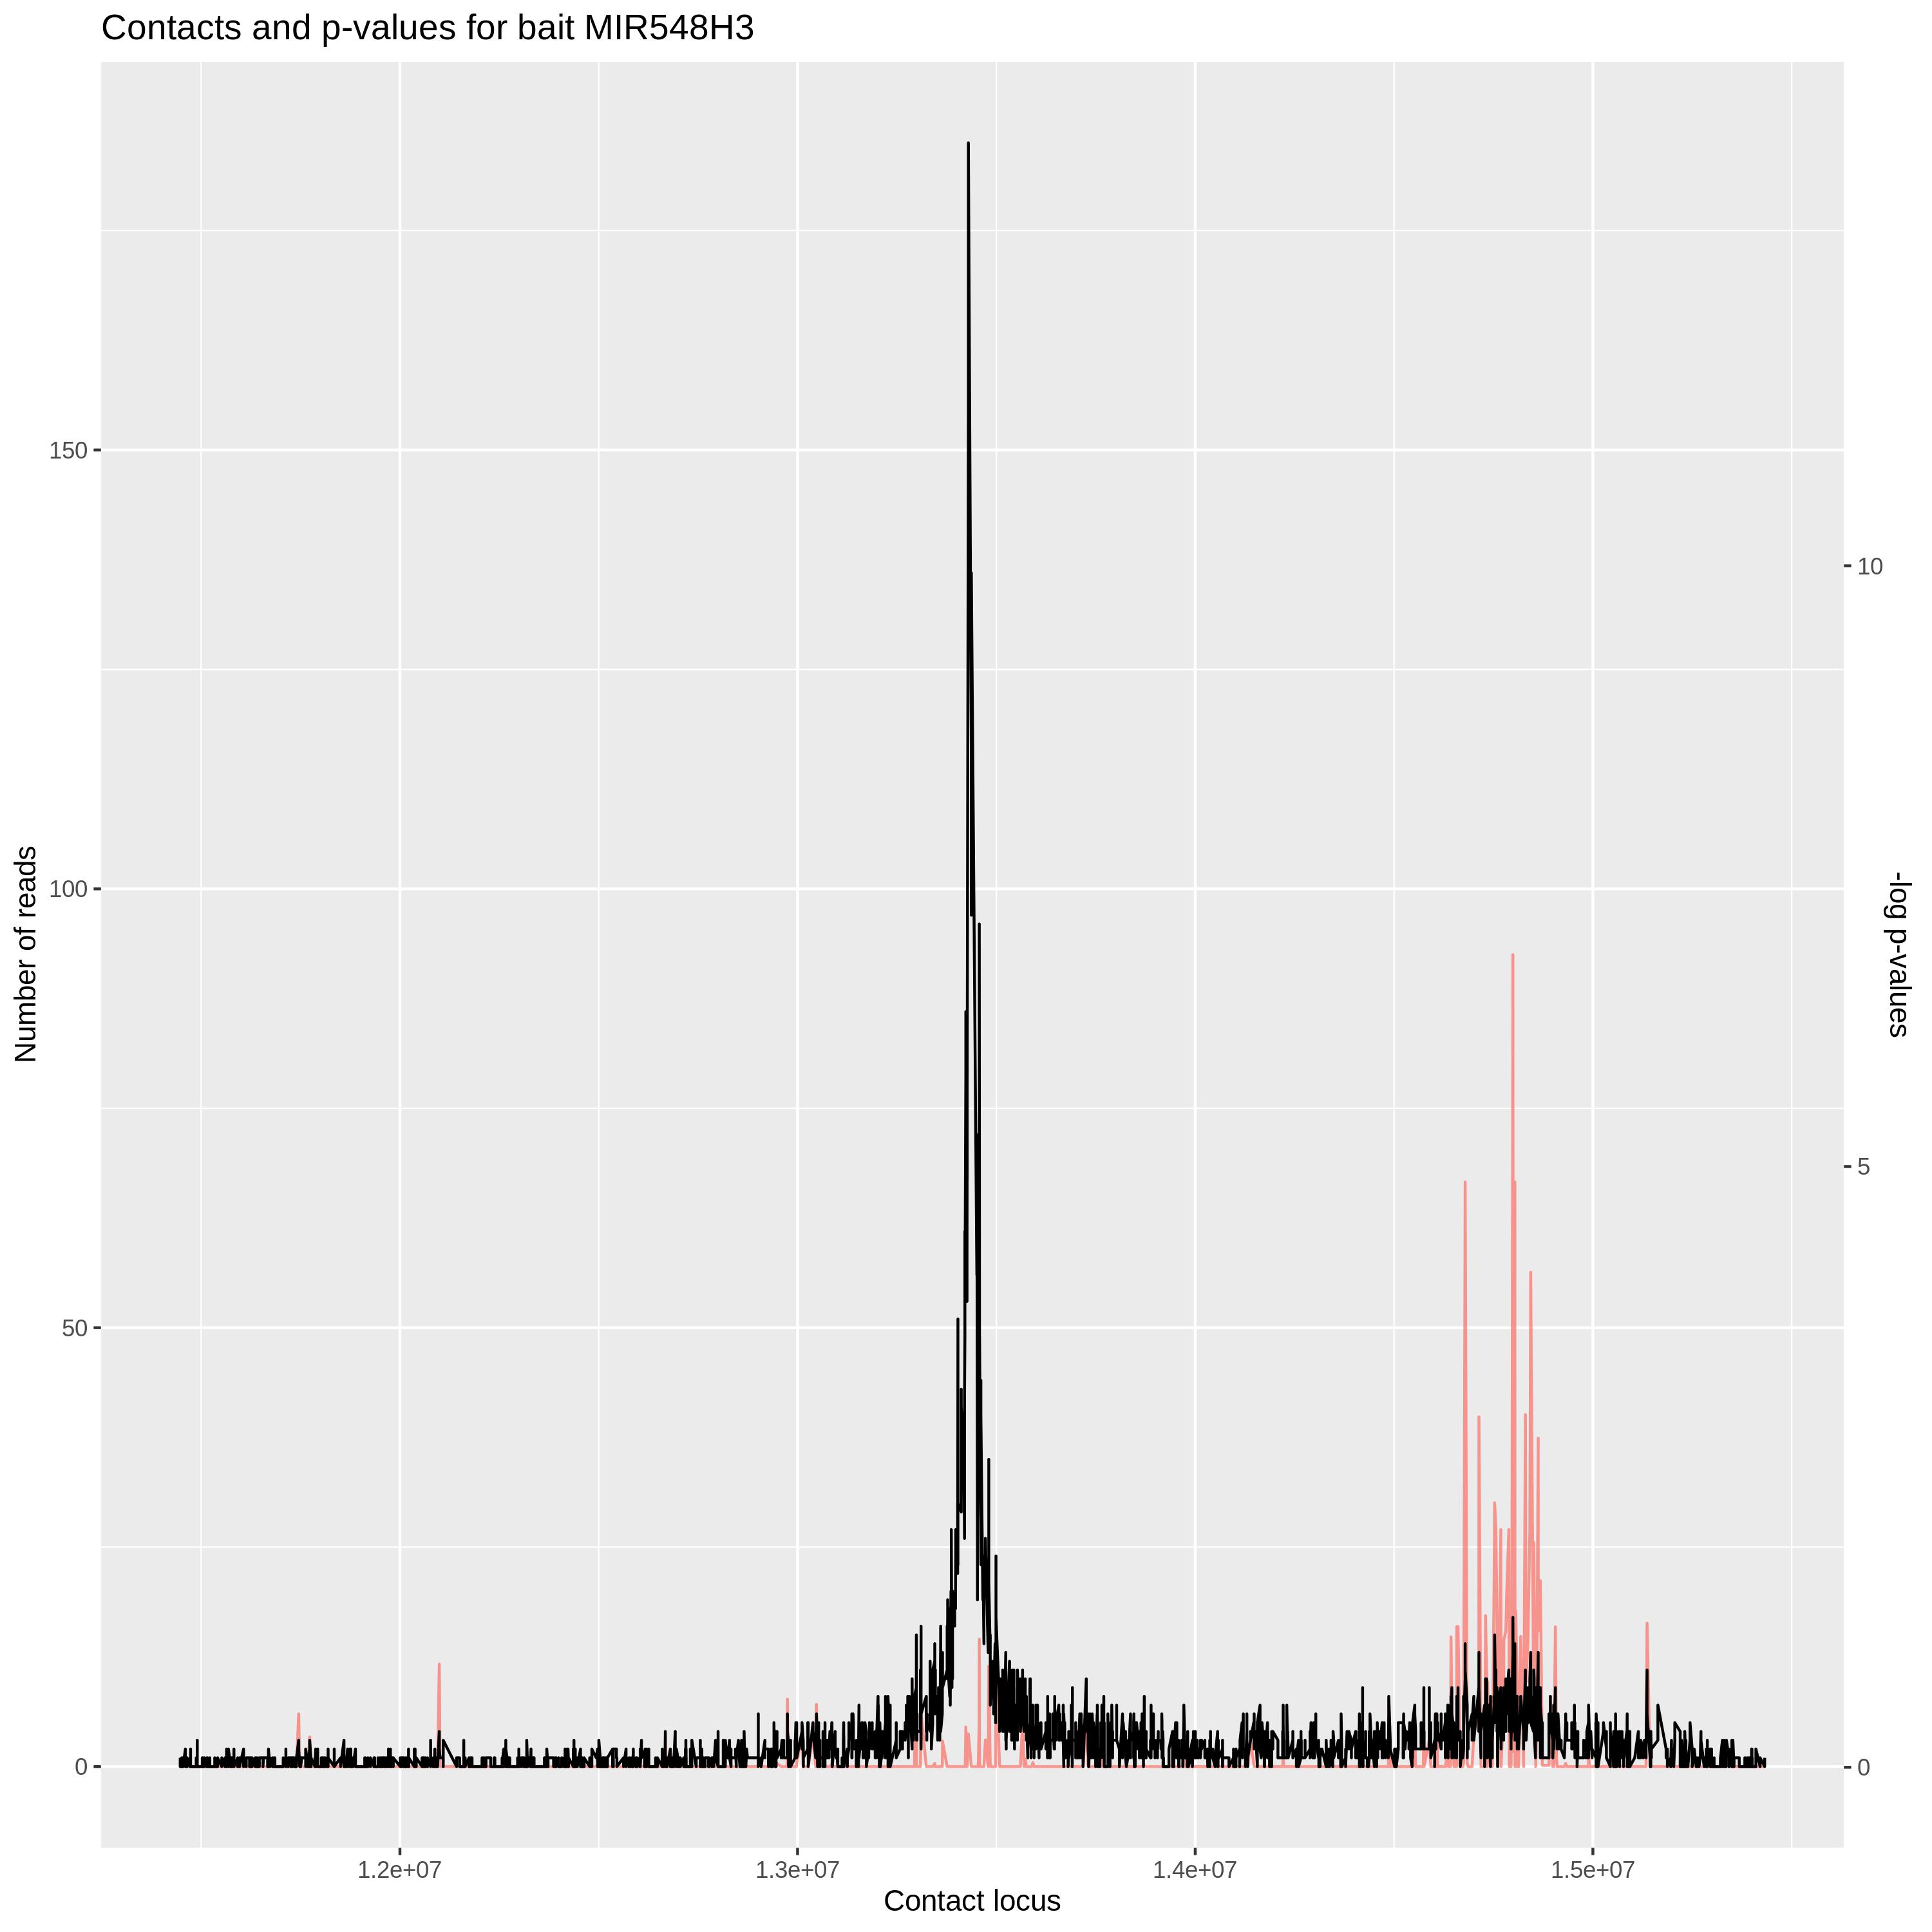 Contacts and p-values for bait MIR548H3
Number of reads
150
100
50
0
10
5
0
-log p-values
1.2e+07 1.3e+07 1.4e+07 1.5e+07
Contact locus